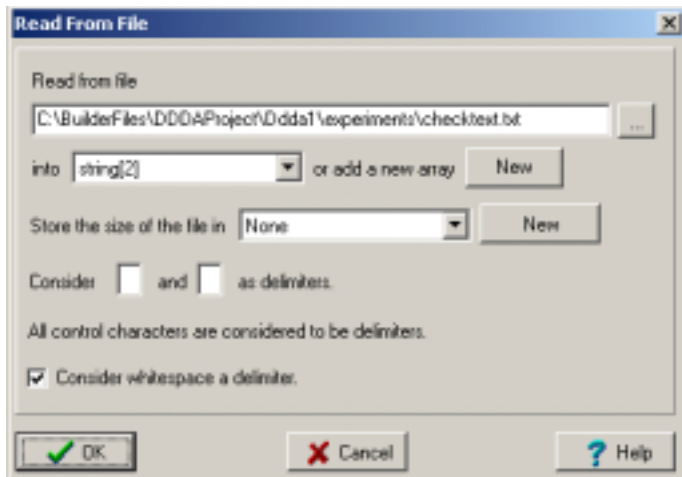 Read From File
Read from file
C:\BuilderFiles\DDDAProject\Ddda1\experiments\checktext.txt ...
into string[2] or add a new array New
Store the size of the file in None New
Consider and as delimiters.
All control characters are considered to be delimiters.
Consider whitespace a delimiter.
OK Cancel ? Help